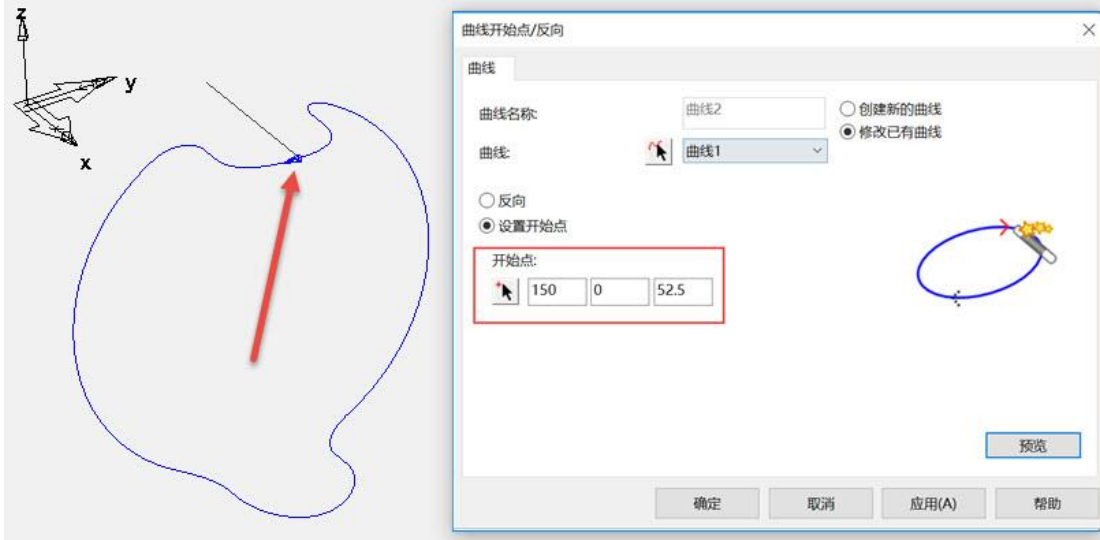 z
y
x
曲线开始点/反向
曲线
曲线名称:
曲线2
创建新的曲线
修改已有曲线
曲线:
曲线1
反向
设置开始点
开始点:
150 0 52.5
预览
确定 取消 应用(A) 帮助